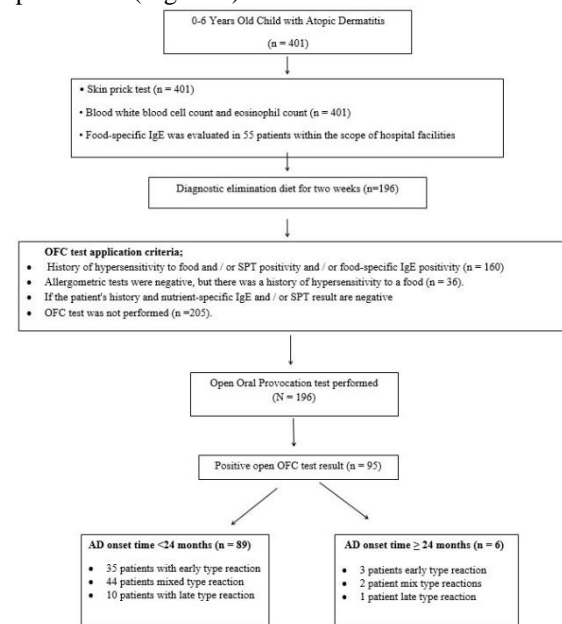 0-6 Years Old Child with Atopic Dermatitis
(n = 401)
• Skin prick test (n = 401)
• Blood white blood cell count and eosinophil count (n = 401)
• Food-specific IgE was evaluated in 55 patients within the scope of hospital facilities
Diagnostic elimination diet for two weeks (n=196)
OFC test application criteria;
• History of hypersensitivity to food and / or SPT positivity and / or food-specific IgE positivity (n = 160)
• Allergometric tests were negative, but there was a history of hypersensitivity to a food (n = 36).
• If the patient's history and nutrient-specific IgE and / or SPT result are negative
• OFC test was not performed (n =205).
Open Oral Provocation test performed
(N = 196)
Positive open OFC test result (n = 95)
AD onset time <24 months (n = 89)
• 35 patients with early type reaction
• 44 patients mixed type reaction
• 10 patients with late type reaction
AD onset time ≥ 24 months (n = 6)
• 3 patients early type reaction
• 2 patient mix type reactions
• 1 patient late type reaction